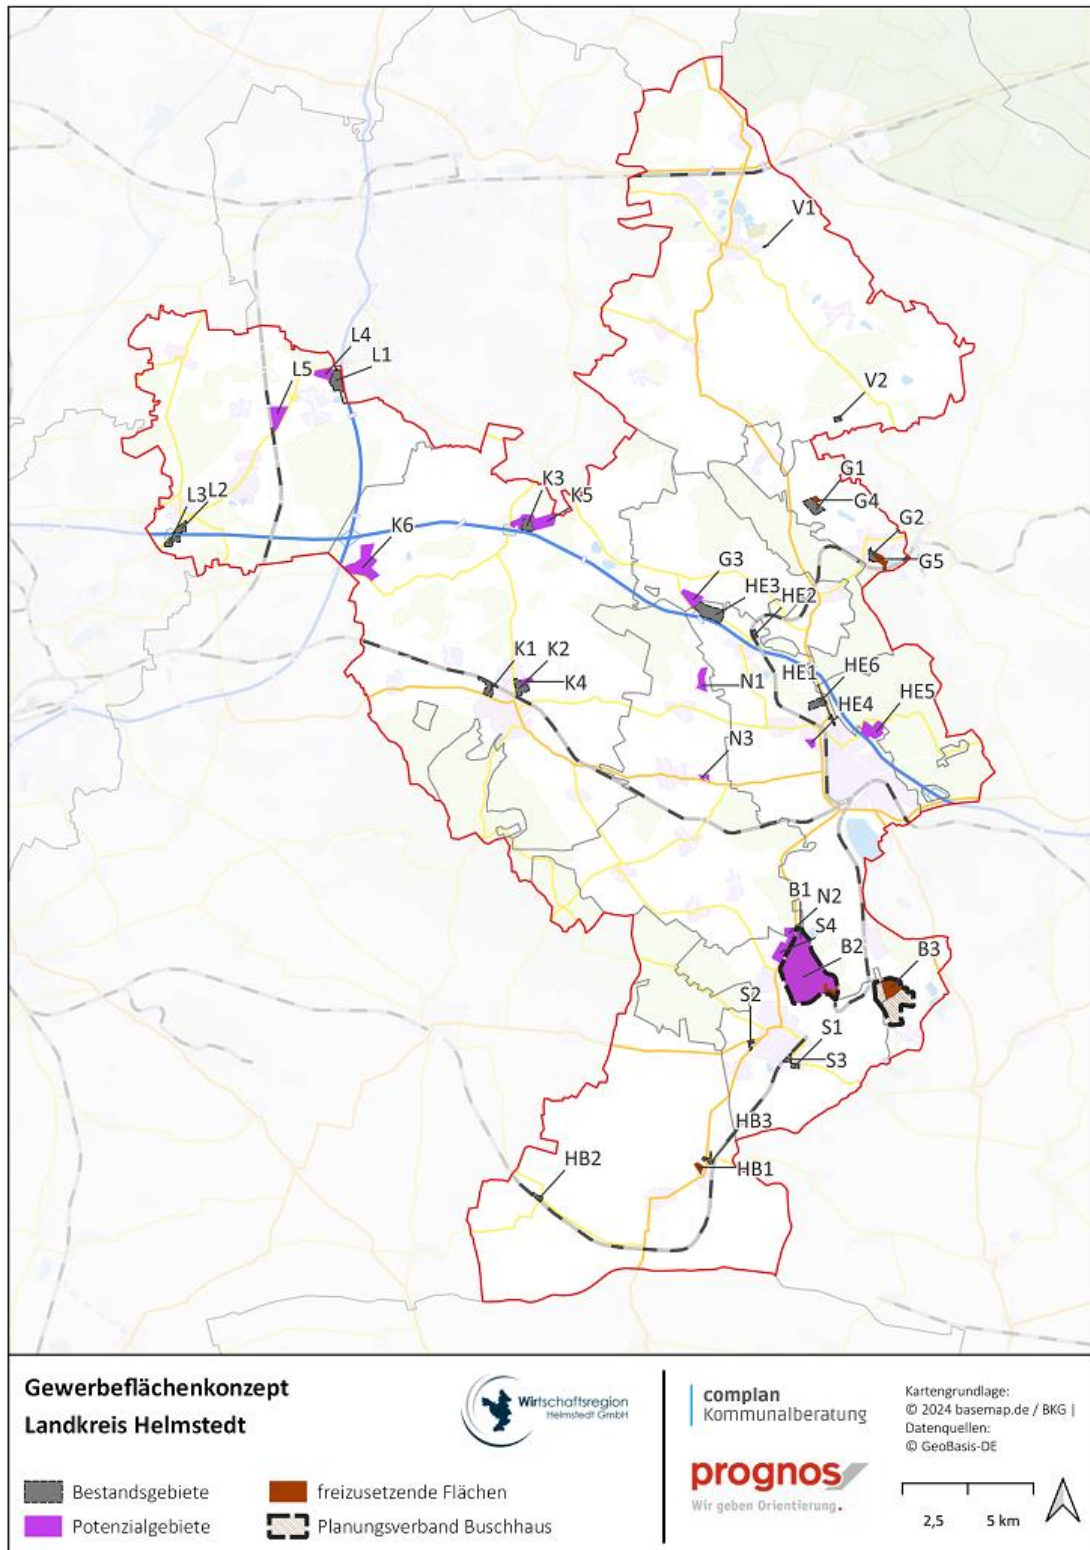 V1
L4
L1
L5
V2
G1
G4
L3
L2
K3
K5
G2
G5
K6
G3
HE3
HE2
K1
K2
K4
HE1
HE6
N1
HE4
HE5
N3
B1
N2
S4
B2
B3
S2
S1
S3
HB3
HB2
HB1
Gewerbeflächenkonzept
Landkreis Helmstedt
Wirtschaftsregion
Helmstedt GmbH
Bestandsgebiete
freizusetzende Flächen
Potenzialgebiete
Planungsverband Buschhaus
complan
Kommunalberatung
prognos
Wir geben Orientierung.
Kartengrundlage:
© 2024 basemap.de / BKG |
Datenquellen:
© GeoBasis-DE
2,5 5 km